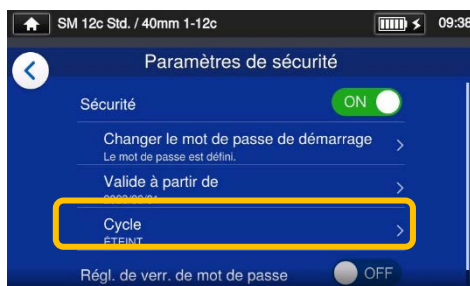 SM 12c Std. / 40mm 1-12c 09:38
Paramètres de sécurité
Sécurité ON
Changer le mot de passe de démarrage
Le mot de passe est défini.
Valide à partir de
Cycle
ÉTEINT
Régl. de verr. de mot de passe OFF